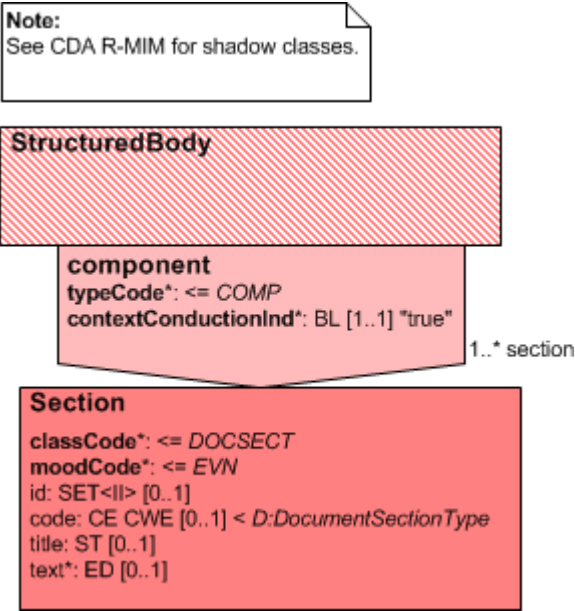 Note:
See CDA R-MIM for shadow classes.
StructuredBody
component
typeCode*: <= COMP
contextConductionInd*: BL [1..1] "true"
1..* section
Section
classCode*: <= DOCSECT
moodCode*: <= EVN
id: SET<II> [0..1]
code: CE CWE [0..1] < D:DocumentSectionType
title: ST [0..1]
text*: ED [0..1]